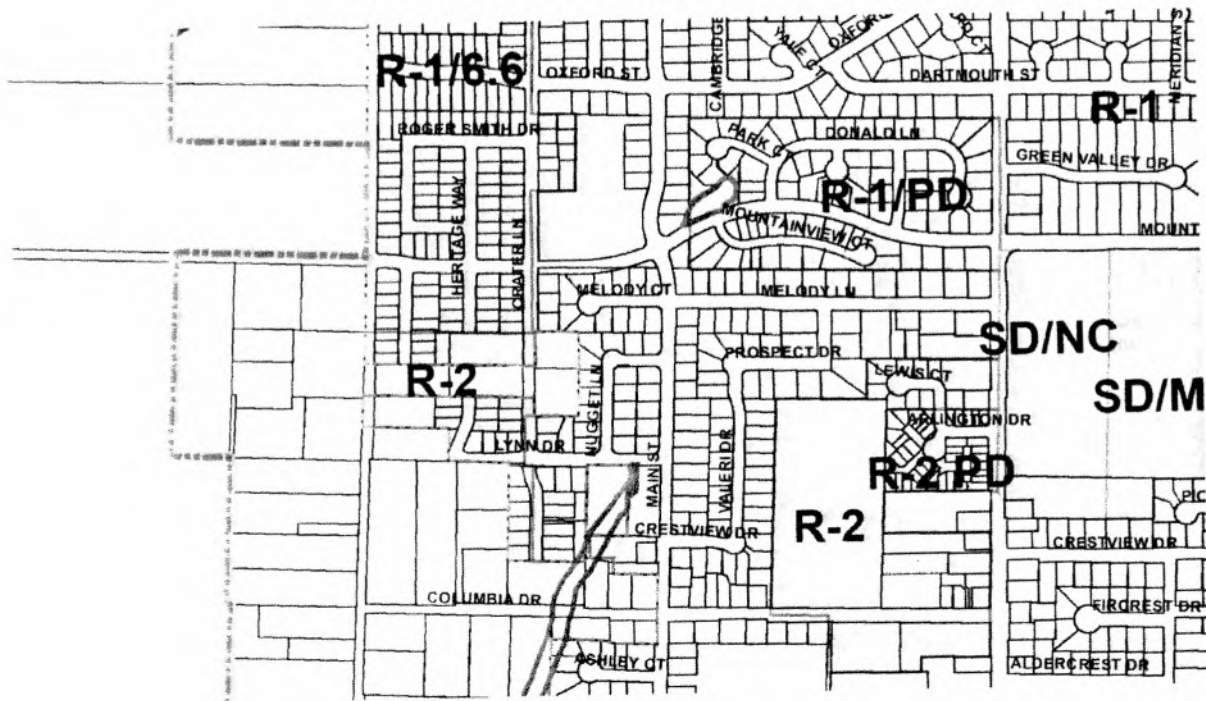 R-1/6.6
OXFORD ST
CAMBRIDGE
YALE CT
DARTMOUTH ST
R-1
ROGER SMITH DR
PARK CT
DONALD LN
GREEN VALLEY DR
R-1/PD
MOUNTAINVIEW CT
MOUNT
HERITAGE WAY
CRATER LN
MELODY CT
MELODY LN
PROSPECT DR
SD/NC
R-2
LEWIS CT
SD/M
NUGGET LN
ARLINGTON DR
LYNN DR
MAIN ST
VALERI DR
R-2 PD
R-2
PIC
CRESTVIEW DR
CRESTVIEW DR
COLUMBIA DR
FIRCREST DR
ASHLEY CT
ALDERCREST DR